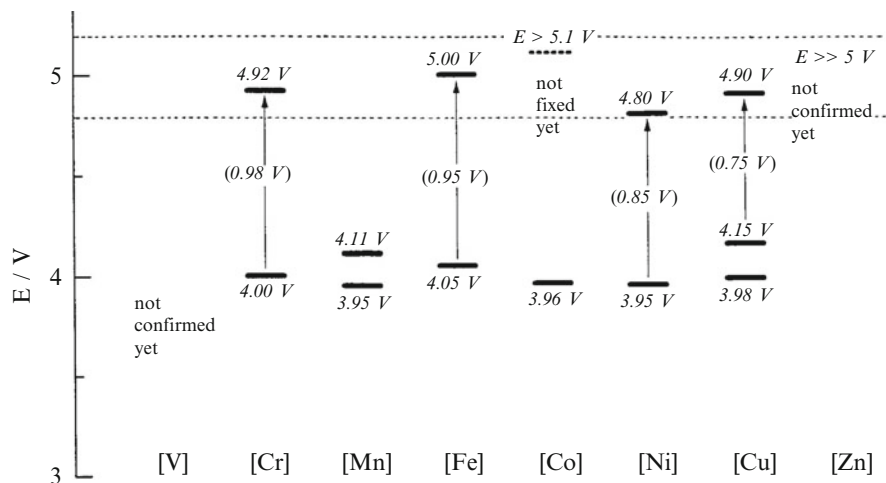 E > 5.1 V
E >> 5 V
5
4.92 V
5.00 V
not
fixed
yet
4.80 V
4.90 V
not
confirmed
yet
(0.98 V)
(0.95 V)
(0.85 V)
(0.75 V)
4.11 V
4.15 V
E / V
4
4.00 V
3.95 V
4.05 V
3.96 V
3.95 V
3.98 V
not
confirmed
yet
3
[V] [Cr] [Mn] [Fe] [Co] [Ni] [Cu] [Zn]